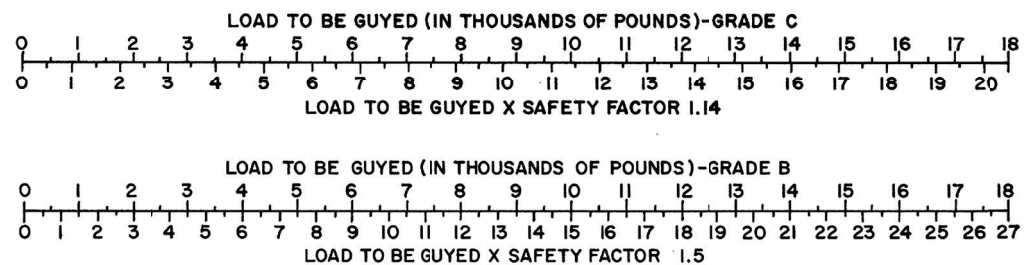 LOAD TO BE GUYED (IN THOUSANDS OF POUNDS)-GRADE C
0 1 2 3 4 5 6 7 8 9 10 11 12 13 14 15 16 17 18
0 1 2 3 4 5 6 7 8 9 10 11 12 13 14 15 16 17 18 19 20
LOAD TO BE GUYED X SAFETY FACTOR 1.14
LOAD TO BE GUYED (IN THOUSANDS OF POUNDS)-GRADE B
0 1 2 3 4 5 6 7 8 9 10 11 12 13 14 15 16 17 18
0 1 2 3 4 5 6 7 8 9 10 11 12 13 14 15 16 17 18 19 20 21 22 23 24 25 26 27
LOAD TO BE GUYED X SAFETY FACTOR 1.5